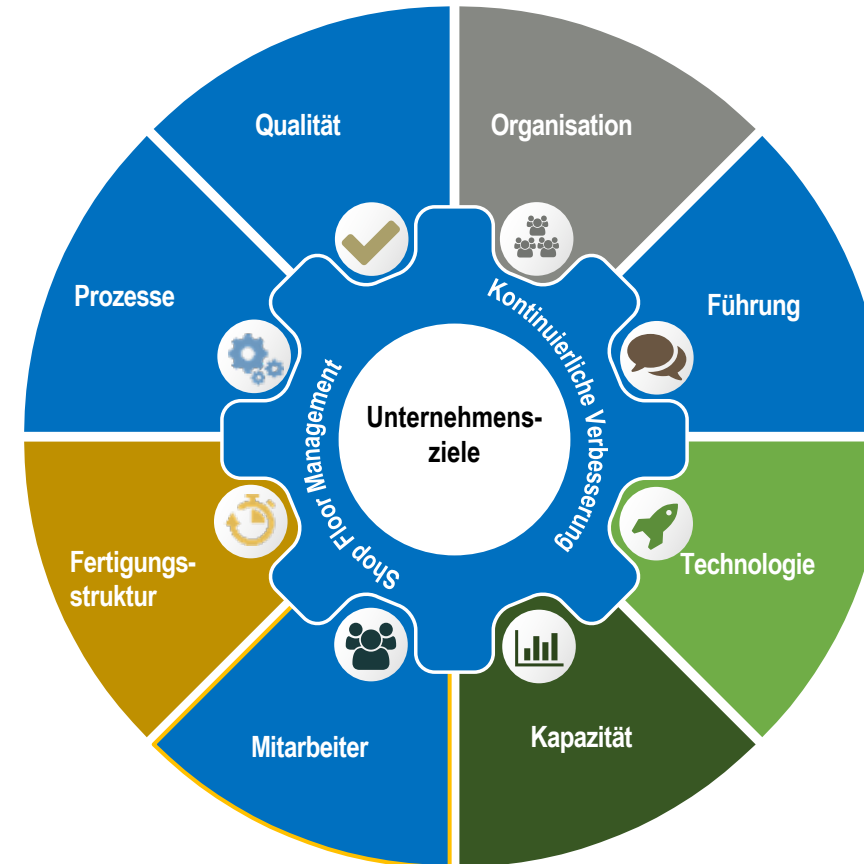 Qualität
Organisation
Prozesse
Führung
Kontinuierliche Verbesserung
Shop Floor Management
Unternehmens-
ziele
Fertigungs-
struktur
Technologie
Mitarbeiter
Kapazität